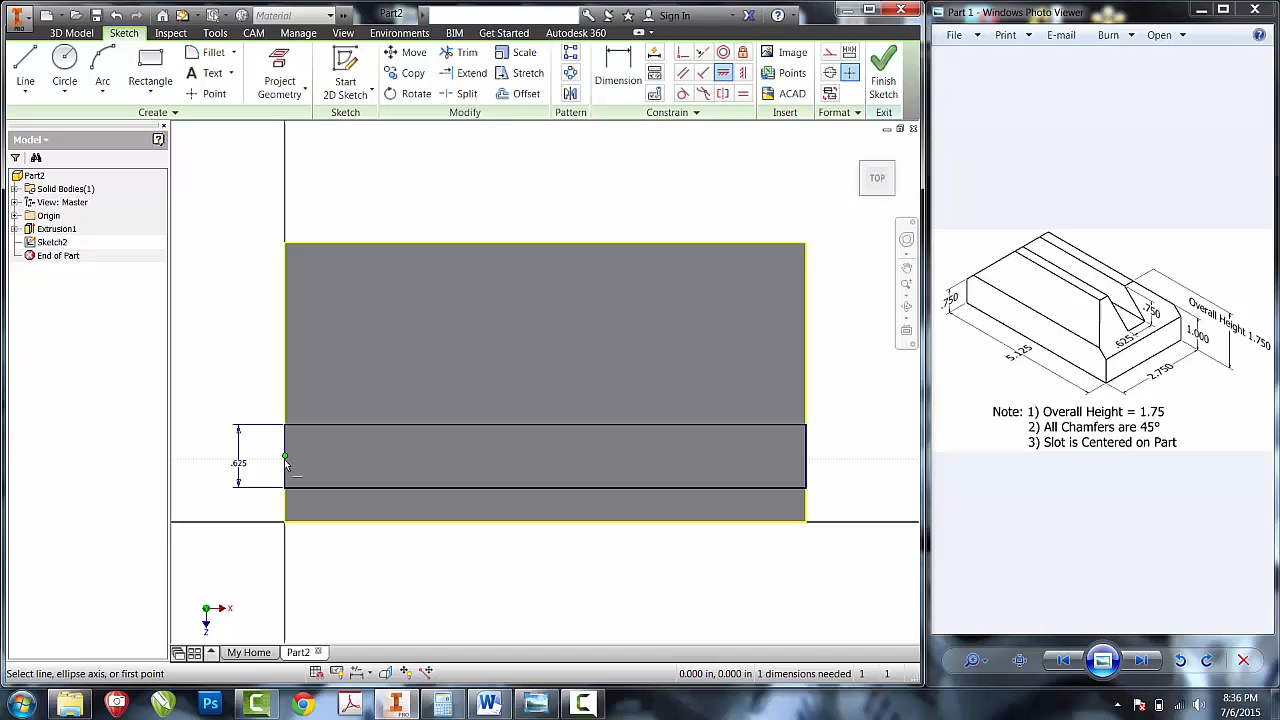 Material
Part2
Sign In
3D Model Sketch Inspect Tools CAM Manage View Environments BIM Get Started Autodesk 360
Line Circle Arc Rectangle
Fillet
Text
Point
Project Geometry
Start 2D Sketch
Move
Copy
Rotate
Trim
Extend
Split
Scale
Stretch
Offset
Dimension
Image
Points
ACAD
Finish Sketch
Create Sketch Modify Pattern Constrain Insert Format Exit
Model
Part2
Solid Bodies(1)
View: Master
Origin
Extrusion1
Sketch2
End of Part
PRO
TOP
.625
X
Z
My Home Part2
Select line, ellipse axis, or first point
0.000 in, 0.000 in 1 dimensions needed 1 1
Part 1 - Windows Photo Viewer
File Print E-mail Burn Open
.750
5.125
.625
.750
2.750
1.000
Overall Height 1.750
Note: 1) Overall Height = 1.75
2) All Chamfers are 45°
3) Slot is Centered on Part
Ps
PRO
8:36 PM
7/6/2015